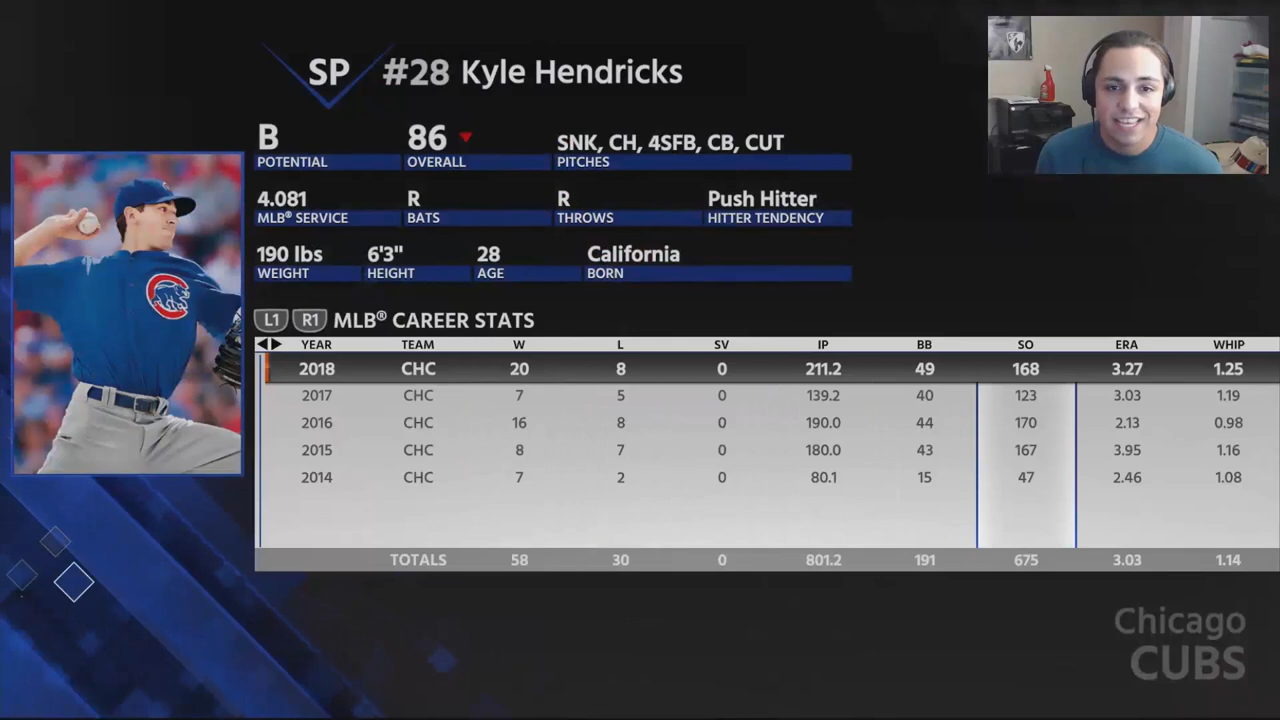 SP #28 Kyle Hendricks
B 86 SNK, CH, 4SFB, CB, CUT
POTENTIAL OVERALL PITCHES
4.081 R R Push Hitter
MLB® SERVICE BATS THROWS HITTER TENDENCY
190 lbs 6'3" 28 California
WEIGHT HEIGHT AGE BORN
L1 R1 MLB® CAREER STATS
YEAR TEAM W L SV IP BB SO ERA WHIP
2018 CHC 20 8 0 211.2 49 168 3.27 1.25
2017 CHC 7 5 0 139.2 40 123 3.03 1.19
2016 CHC 16 8 0 190.0 44 170 2.13 0.98
2015 CHC 8 7 0 180.0 43 167 3.95 1.16
2014 CHC 7 2 0 80.1 15 47 2.46 1.08
TOTALS 58 30 0 801.2 191 675 3.03 1.14
Chicago
CUBS